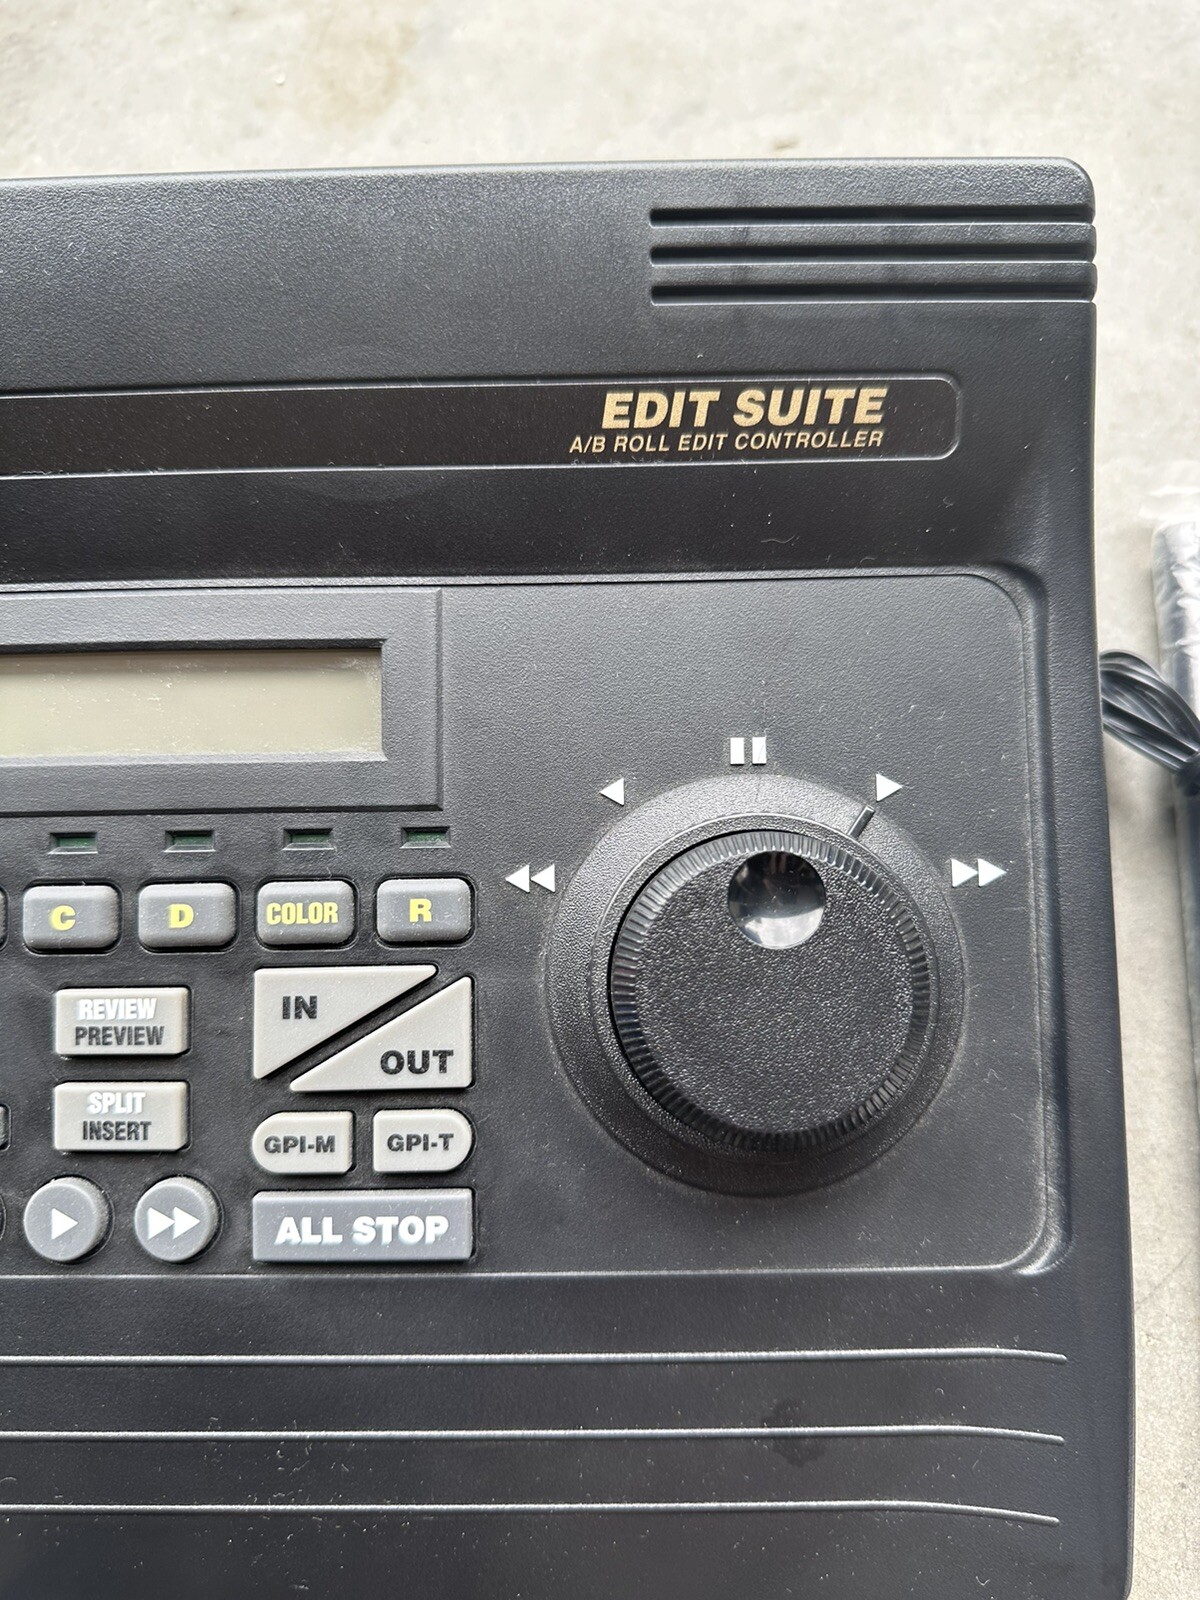 EDIT SUITE
A/B ROLL EDIT CONTROLLER
C D COLOR R
REVIEW
PREVIEW
IN
OUT
SPLIT
INSERT
GPI-M GPI-T
ALL STOP